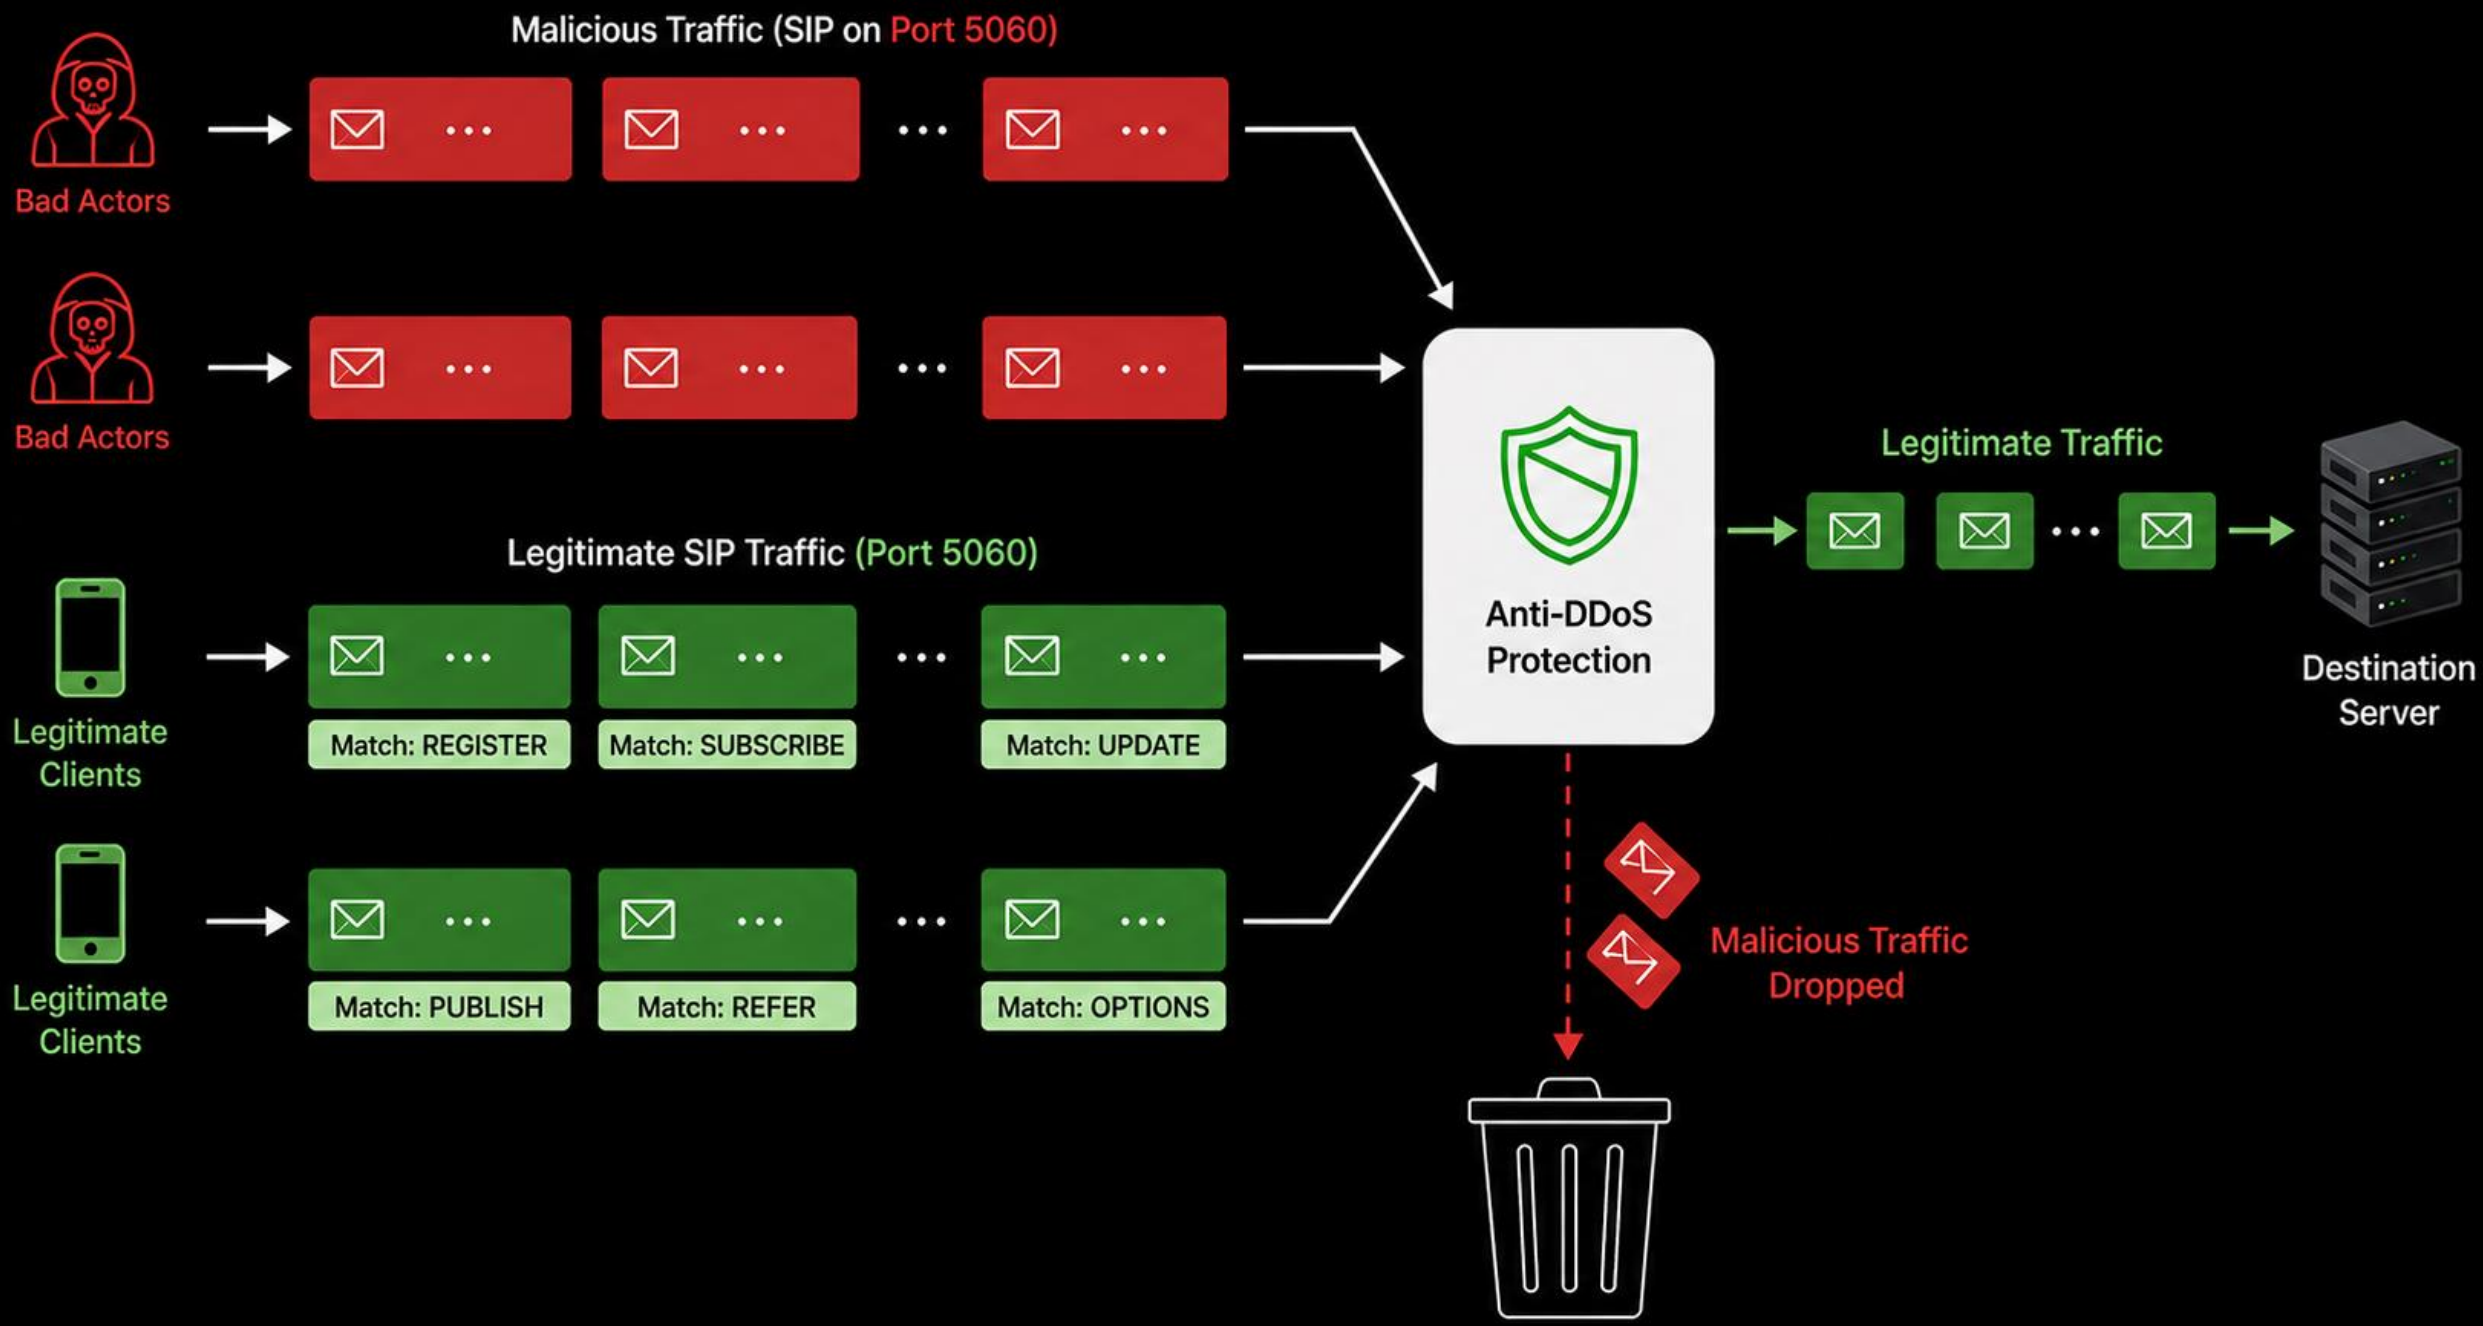 Malicious Traffic (SIP on Port 5060)
Bad Actors
Bad Actors
Legitimate SIP Traffic (Port 5060)
Legitimate
Clients
Match: REGISTER
Match: SUBSCRIBE
Match: UPDATE
Legitimate
Clients
Match: PUBLISH
Match: REFER
Match: OPTIONS
Anti-DDoS
Protection
Legitimate Traffic
Destination
Server
Malicious Traffic
Dropped